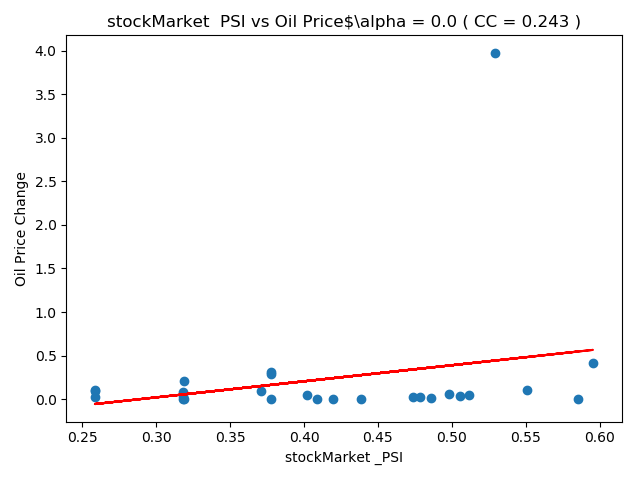 stockMarket  PSI vs Oil Price$\alpha = 0.0 ( CC = 0.243 )
4.0
3.5
3.0
2.5
2.0
1.5
1.0
0.5
0.0
Oil Price Change
0.25 0.30 0.35 0.40 0.45 0.50 0.55 0.60
stockMarket _PSI